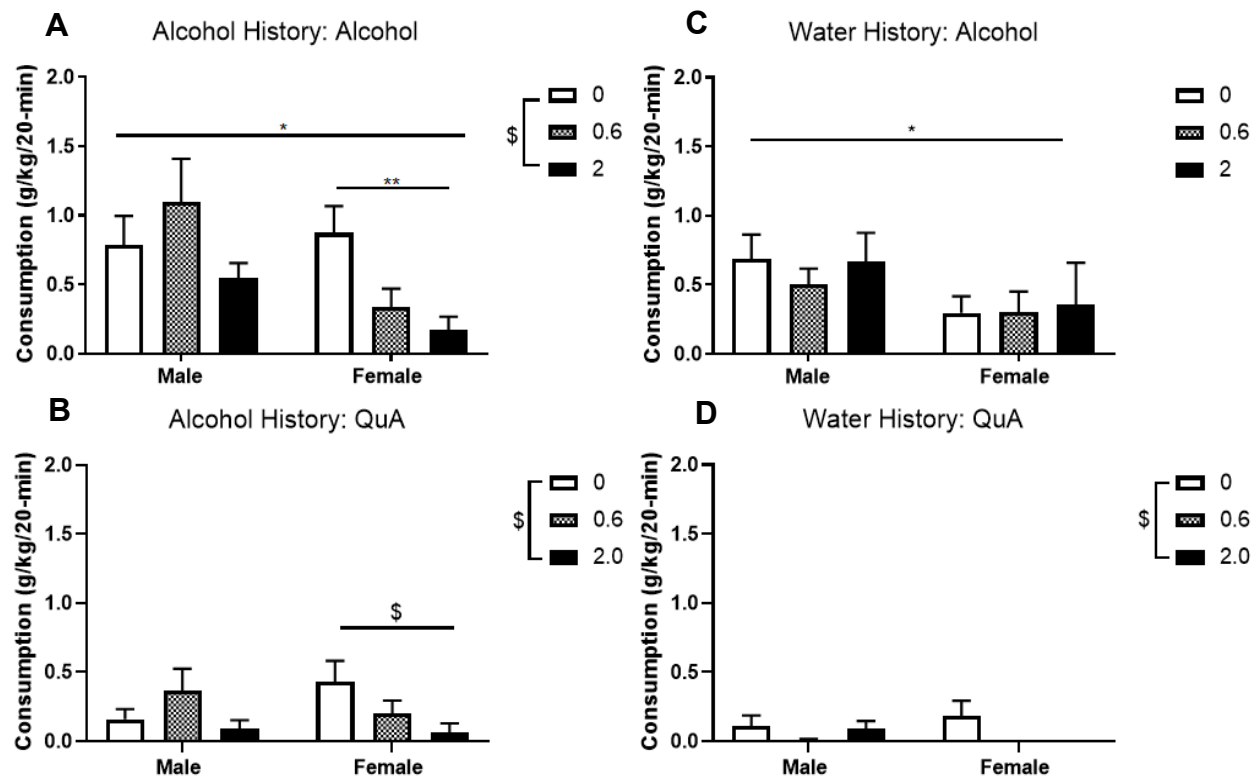 A
Alcohol History: Alcohol
Consumption (g/kg/20-min)
2.0
1.5
1.0
0.5
0.0
*
**
Male
Female
$
0
0.6
2
C
Water History: Alcohol
Consumption (g/kg/20-min)
2.0
1.5
1.0
0.5
0.0
*
Male
Female
0
0.6
2
B
Alcohol History: QuA
Consumption (g/kg/20-min)
2.0
1.5
1.0
0.5
0.0
$
Male
Female
$
0
0.6
2.0
D
Water History: QuA
Consumption (g/kg/20-min)
2.0
1.5
1.0
0.5
0.0
Male
Female
$
0
0.6
2.0